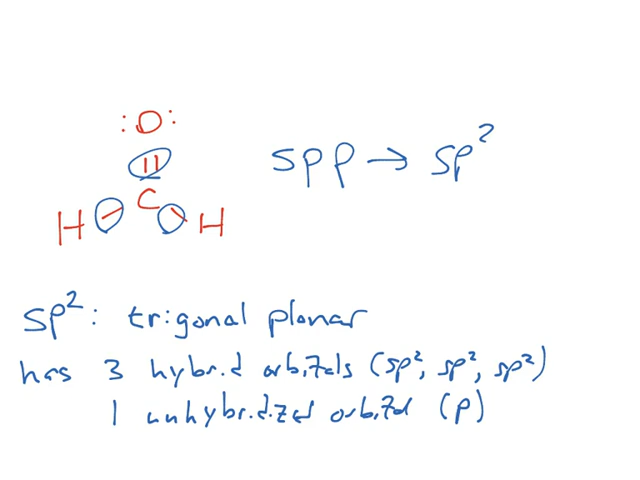 :O:
||
C
H H
spp → sp²
sp²: trigonal planar
has 3 hybrid orbitals (sp², sp², sp²)
1 unhybridized orbital (p)